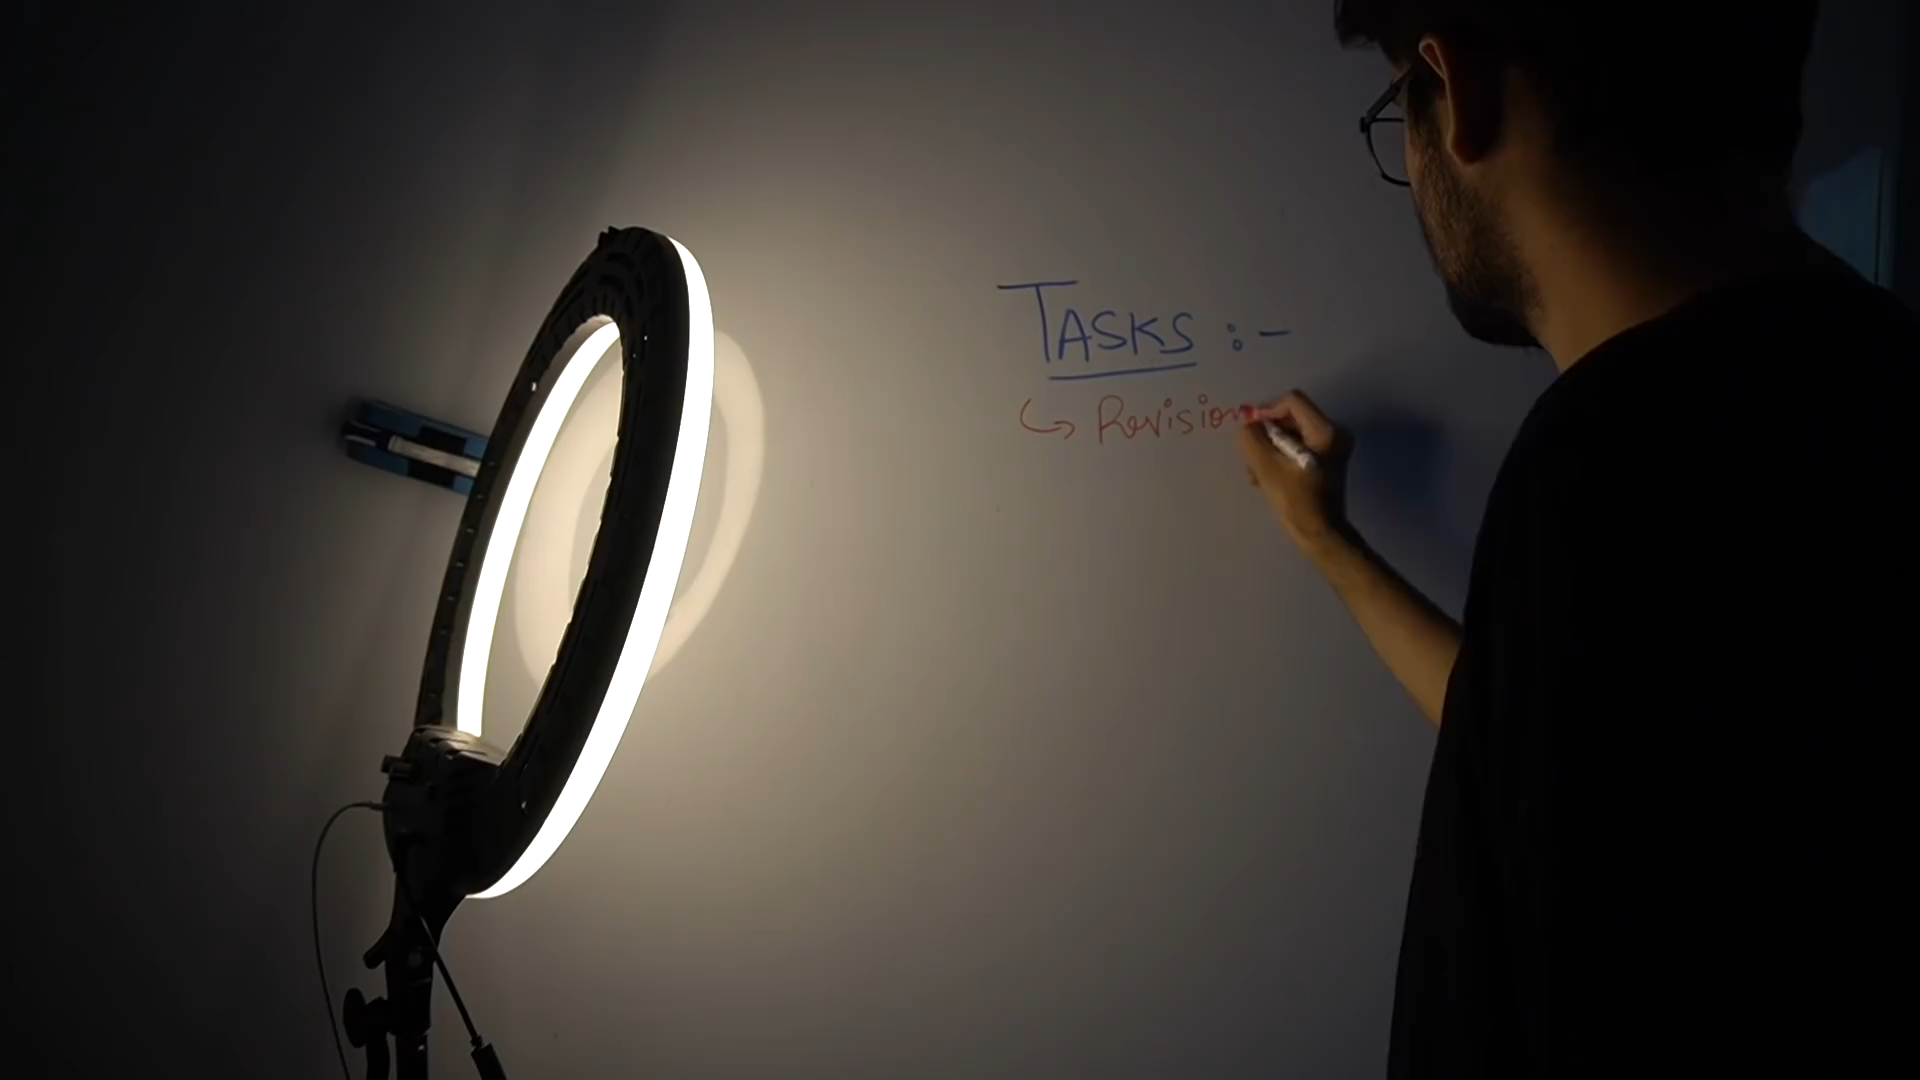 TASKS :-
↳ Revision